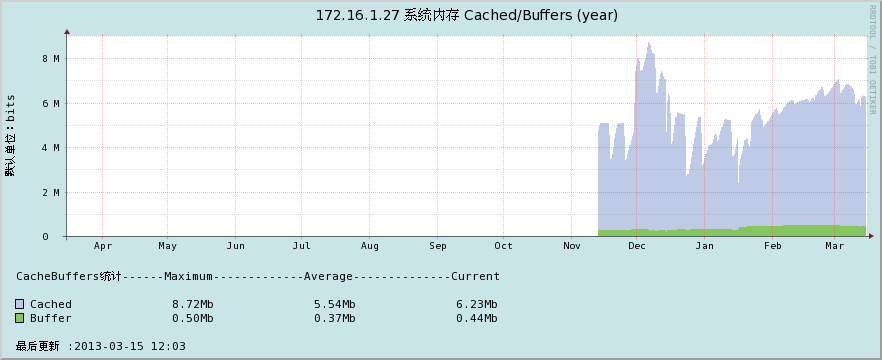 172.16.1.27 系统内存 Cached/Buffers (year)
RRDTOOL / TOBI OETIKER
默认单位：bits
8 M
6 M
4 M
2 M
0
Apr May Jun Jul Aug Sep Oct Nov Dec Jan Feb Mar
CacheBuffers统计------Maximum-------------Average--------------Current
Cached 8.72Mb 5.54Mb 6.23Mb
Buffer 0.50Mb 0.37Mb 0.44Mb
最后更新 :2013-03-15 12:03